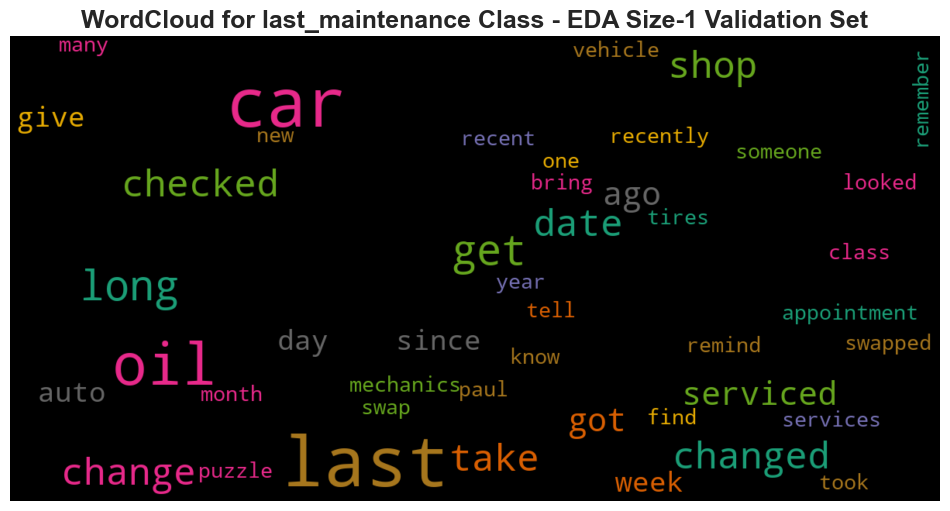 WordCloud for last_maintenance Class - EDA Size-1 Validation Set
many
vehicle
shop
remember
car
give
new
recent
recently
one
someone
checked
bring
ago
looked
date
tires
get
class
long
year
tell
appointment
day
since
know
remind
swapped
oil
auto
month
mechanics
paul
swap
serviced
got
find
services
last
take
changed
change
puzzle
week
took